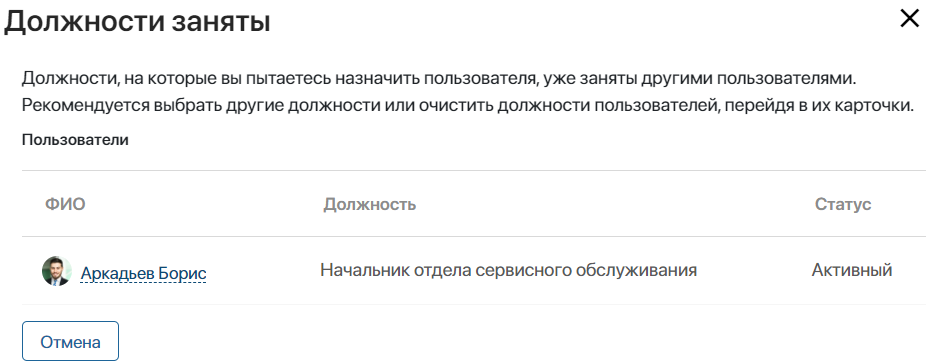 Должности заняты
Должности, на которые вы пытаетесь назначить пользователя, уже заняты другими пользователями.
Рекомендуется выбрать другие должности или очистить должности пользователей, перейдя в их карточки.
Пользователи
ФИО Должность Статус
Аркадьев Борис Начальник отдела сервисного обслуживания Активный
Отмена